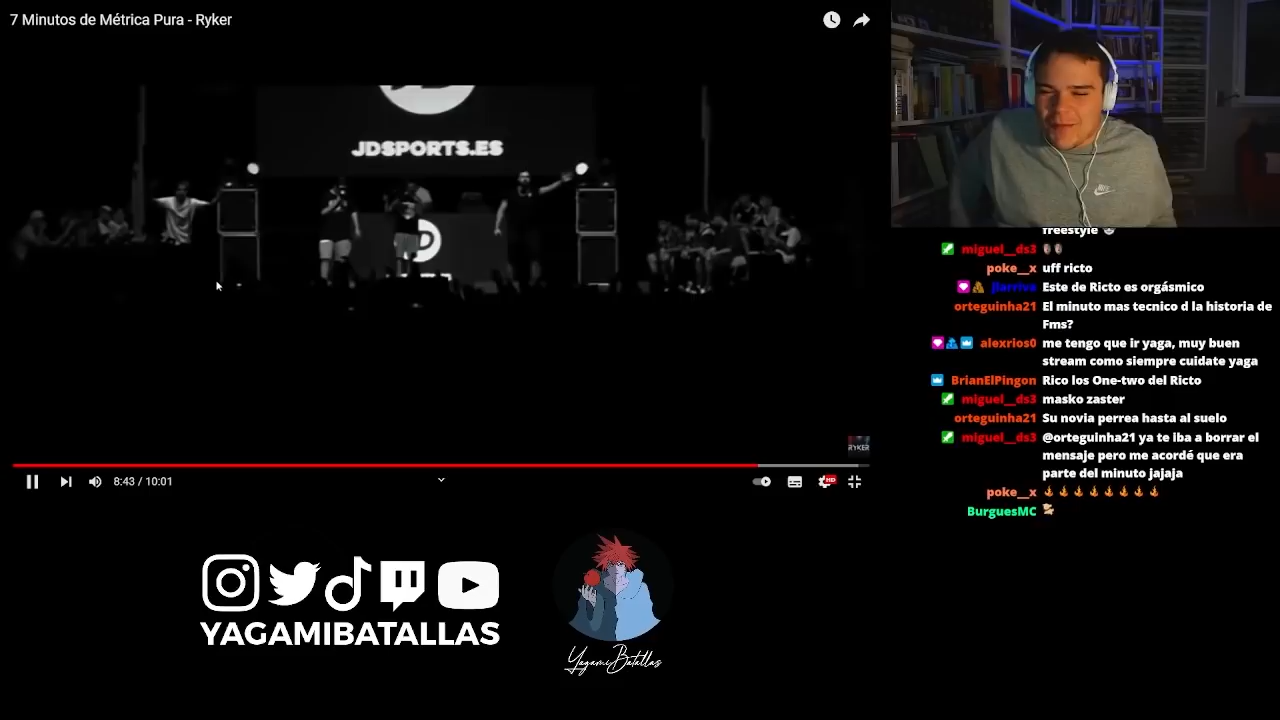 7 Minutos de Métrica Pura - Ryker
JDSPORTS.ES
RYKER
8:43 / 10:01
HD
freestyle
miguel__ds3
poke__x uff ricto
jlarriva Este de Ricto es orgásmico
orteguinha21 El minuto mas tecnico d la historia de
Fms?
alexrios0 me tengo que ir yaga, muy buen
stream como siempre cuidate yaga
BrianElPingon Rico los One-two del Ricto
miguel__ds3 masko zaster
orteguinha21 Su novia perrea hasta al suelo
miguel__ds3 @orteguinha21 ya te iba a borrar el
mensaje pero me acordé que era
parte del minuto jajaja
poke__x
BurguesMC
YAGAMIBATALLAS
YagamiBatallas